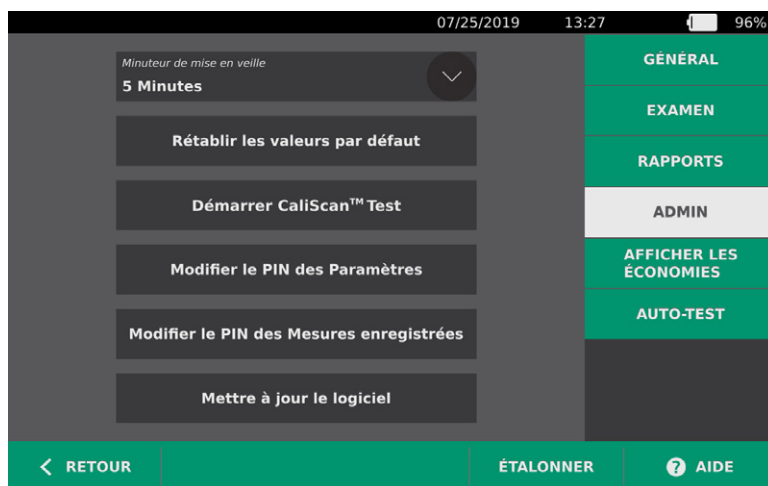 07/25/2019 13:27 96%
Minuteur de mise en veille
5 Minutes
Rétablir les valeurs par défaut
Démarrer CaliScan™ Test
Modifier le PIN des Paramètres
Modifier le PIN des Mesures enregistrées
Mettre à jour le logiciel
GÉNÉRAL
EXAMEN
RAPPORTS
ADMIN
AFFICHER LES
ÉCONOMIES
AUTO-TEST
RETOUR
ÉTALONNER
? AIDE